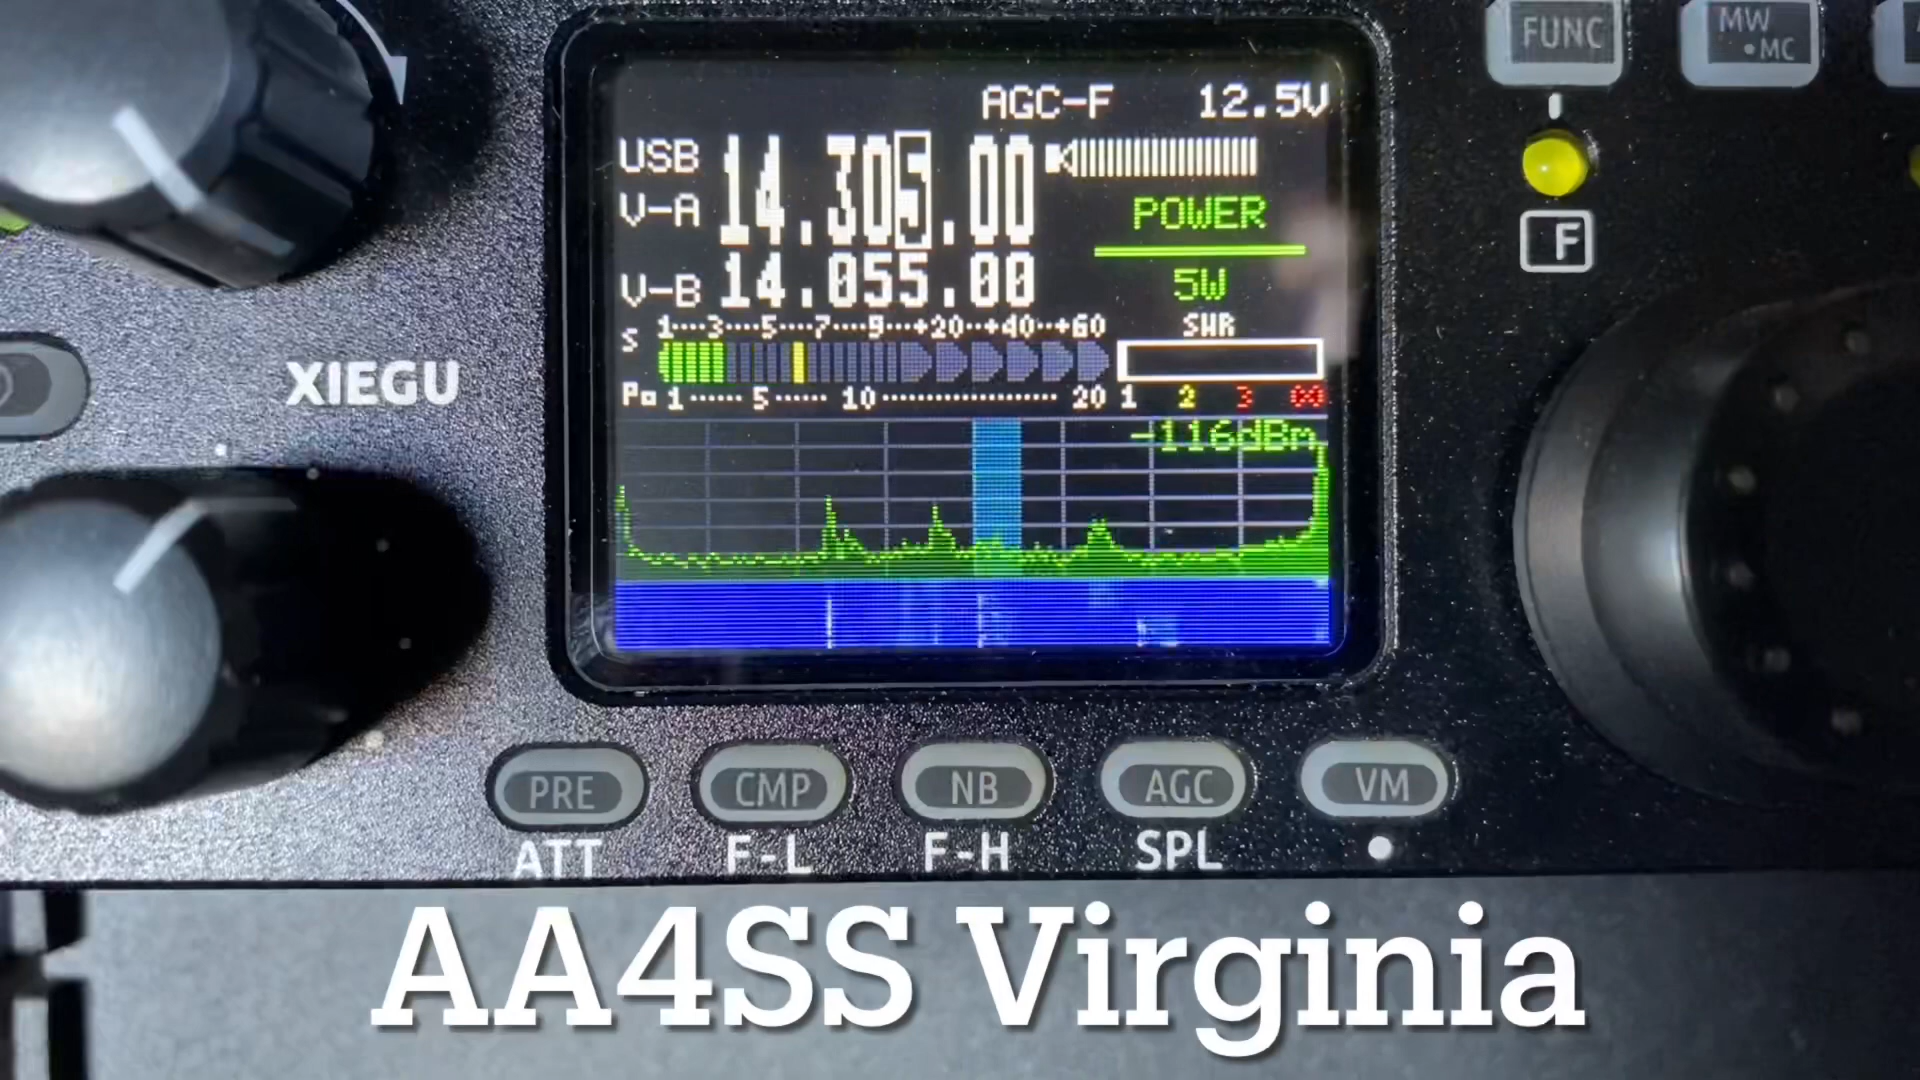 FUNC
MW
•MC
AGC-F 12.5V
USB
V-A 14.305.00
POWER
5W
V-B 14.055.00
F
S 1····3····5····7····9···+20··+40··+60
SWR
Po 1······5······10·················20
1 2 3 ∞
-116dBm
XIEGU
PRE CMP NB AGC VM
ATT F-L F-H SPL •
AA4SS Virginia